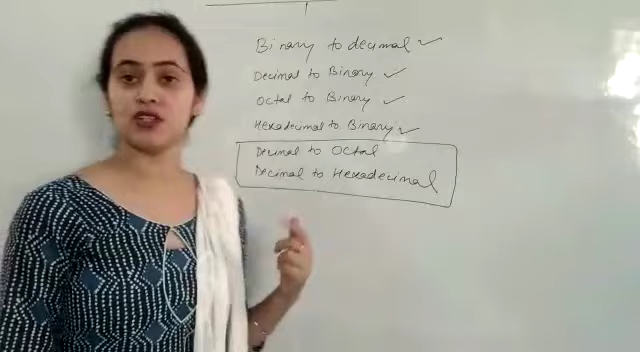 Binary to decimal ✓
Decimal to Binary ✓
Octal to Binary ✓
Hexadecimal to Binary ✓
Decimal to Octal
Decimal to Hexadecimal